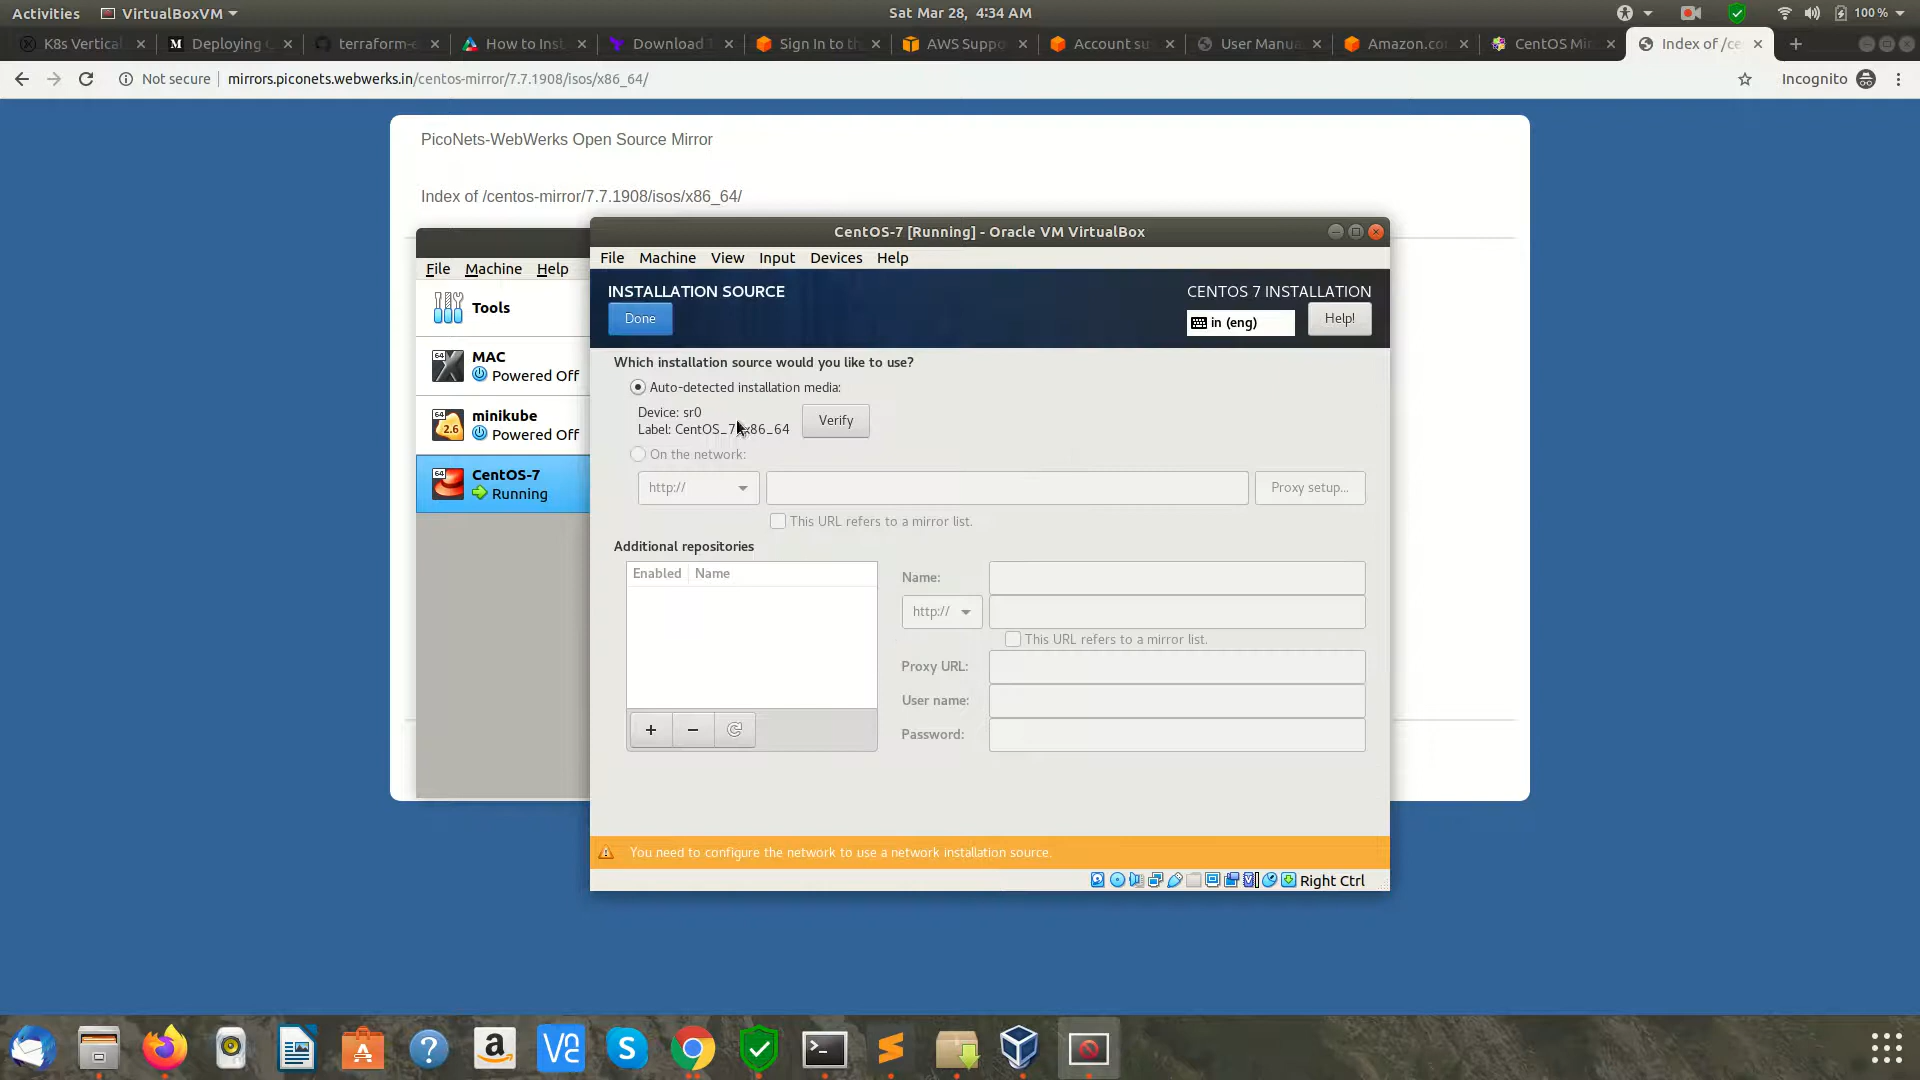 Activities
VirtualBoxVM
Sat Mar 28, 4:34 AM
100 %
K8s Vertical
Deploying
terraform-e
How to Inst
Download
Sign In to th
AWS Suppo
Account su
User Manua
Amazon.co
CentOS Mir
Index of /ce
Not secure
mirrors.piconets.webwerks.in/centos-mirror/7.7.1908/isos/x86_64/
Incognito
PicoNets-WebWerks Open Source Mirror
Index of /centos-mirror/7.7.1908/isos/x86_64/
CentOS-7 [Running] - Oracle VM VirtualBox
File Machine View Input Devices Help
File Machine Help
Tools
64
MAC
Powered Off
64
2.6
minikube
Powered Off
64
CentOS-7
Running
INSTALLATION SOURCE
Done
CENTOS 7 INSTALLATION
in (eng)
Help!
Which installation source would you like to use?
Auto-detected installation media:
Device: sr0
Label: CentOS_7_x86_64
Verify
On the network:
http://
Proxy setup...
This URL refers to a mirror list.
Additional repositories
Enabled Name
Name:
http://
This URL refers to a mirror list.
Proxy URL:
User name:
Password:
You need to configure the network to use a network installation source.
Right Ctrl